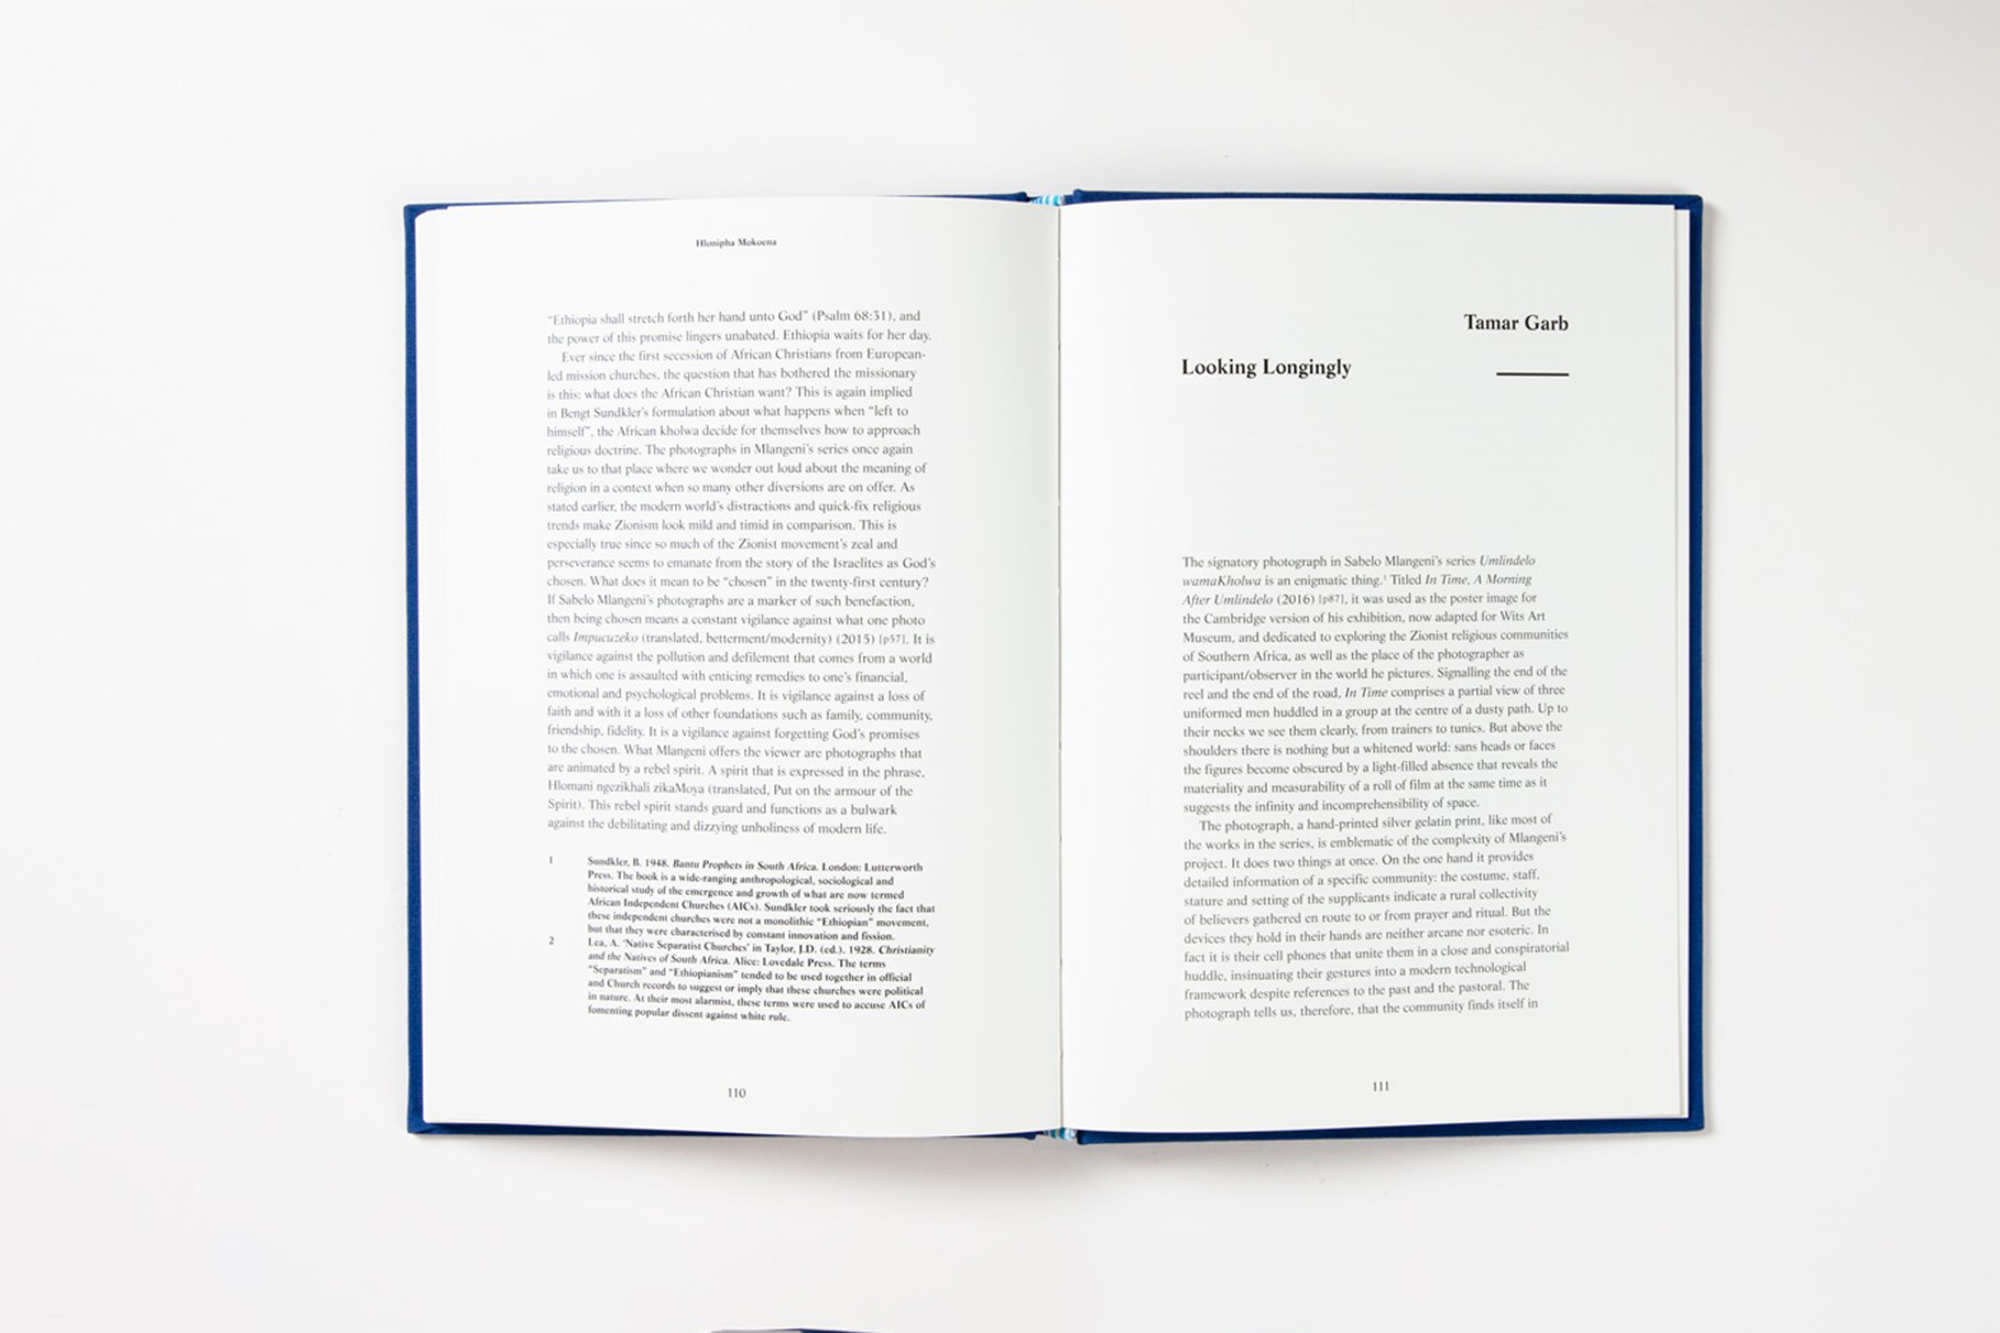 Hlonipha Mokoena
“Ethiopia shall stretch forth her hand unto God” (Psalm 68:31), and
the power of this promise lingers unabated. Ethiopia waits for her day.
Ever since the first secession of African Christians from European-
led mission churches, the question that has bothered the missionary
is this: what does the African Christian want? This is again implied
in Bengt Sundkler’s formulation about what happens when “left to
himself”, the African kholwa decide for themselves how to approach
religious doctrine. The photographs in Mlangeni’s series once again
take us to that place where we wonder out loud about the meaning of
religion in a context when so many other diversions are on offer. As
stated earlier, the modern world’s distractions and quick-fix religious
trends make Zionism look mild and timid in comparison. This is
especially true since so much of the Zionist movement’s zeal and
perseverance seems to emanate from the story of the Israelites as God’s
chosen. What does it mean to be “chosen” in the twenty-first century?
If Sabelo Mlangeni’s photographs are a marker of such benefaction,
then being chosen means a constant vigilance against what one photo
calls Impucuzeko (translated, betterment/modernity) (2015) [p57]. It is
vigilance against the pollution and defilement that comes from a world
in which one is assaulted with enticing remedies to one’s financial,
emotional and psychological problems. It is vigilance against a loss of
faith and with it a loss of other foundations such as family, community,
friendship, fidelity. It is a vigilance against forgetting God’s promises
to the chosen. What Mlangeni offers the viewer are photographs that
are animated by a rebel spirit. A spirit that is expressed in the phrase,
Hlomani ngezikhali zikaMoya (translated, Put on the armour of the
Spirit). This rebel spirit stands guard and functions as a bulwark
against the debilitating and dizzying unholiness of modern life.
1 Sundkler, B. 1948. Bantu Prophets in South Africa. London: Lutterworth
Press. The book is a wide-ranging anthropological, sociological and
historical study of the emergence and growth of what are now termed
African Independent Churches (AICs). Sundkler took seriously the fact that
these independent churches were not a monolithic “Ethiopian” movement,
but that they were characterised by constant innovation and fission.
2 Lea, A. ‘Native Separatist Churches’ in Taylor, J.D. (ed.). 1928. Christianity
and the Natives of South Africa. Alice: Lovedale Press. The terms
“Separatism” and “Ethiopianism” tended to be used together in official
and Church records to suggest or imply that these churches were political
in nature. At their most alarmist, these terms were used to accuse AICs of
fomenting popular dissent against white rule.
110
Tamar Garb
Looking Longingly
The signatory photograph in Sabelo Mlangeni’s series Umlindelo
wamaKholwa is an enigmatic thing.1 Titled In Time, A Morning
After Umlindelo (2016) [p87], it was used as the poster image for
the Cambridge version of his exhibition, now adapted for Wits Art
Museum, and dedicated to exploring the Zionist religious communities
of Southern Africa, as well as the place of the photographer as
participant/observer in the world he pictures. Signalling the end of the
reel and the end of the road, In Time comprises a partial view of three
uniformed men huddled in a group at the centre of a dusty path. Up to
their necks we see them clearly, from trainers to tunics. But above the
shoulders there is nothing but a whitened world: sans heads or faces
the figures become obscured by a light-filled absence that reveals the
materiality and measurability of a roll of film at the same time as it
suggests the infinity and incomprehensibility of space.
The photograph, a hand-printed silver gelatin print, like most of
the works in the series, is emblematic of the complexity of Mlangeni’s
project. It does two things at once. On the one hand it provides
detailed information of a specific community: the costume, staff,
stature and setting of the supplicants indicate a rural collectivity
of believers gathered en route to or from prayer and ritual. But the
devices they hold in their hands are neither arcane nor esoteric. In
fact it is their cell phones that unite them in a close and conspiratorial
huddle, insinuating their gestures into a modern technological
framework despite references to the past and the pastoral. The
photograph tells us, therefore, that the community finds itself in
111